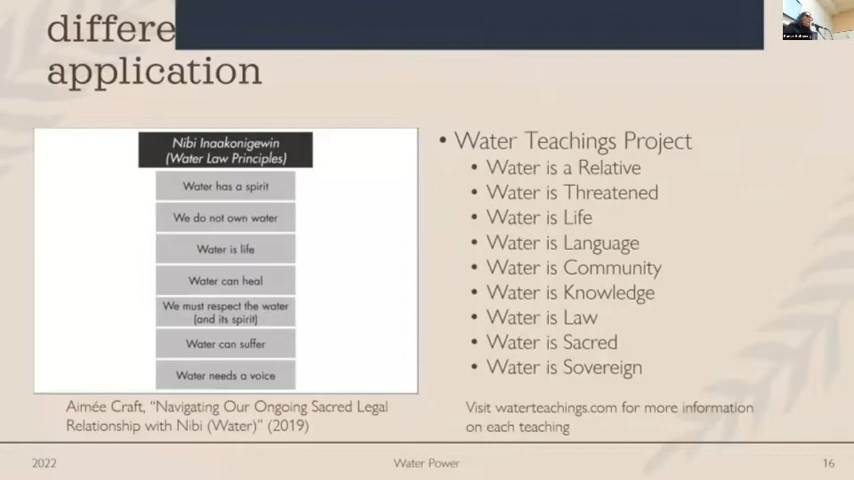 differe
application
Nibi Inaakonigewin
(Water Law Principles)
Water has a spirit
We do not own water
Water is life
Water can heal
We must respect the water
(and its spirit)
Water can suffer
Water needs a voice
Aimée Craft, “Navigating Our Ongoing Sacred Legal
Relationship with Nibi (Water)” (2019)
• Water Teachings Project
• Water is a Relative
• Water is Threatened
• Water is Life
• Water is Language
• Water is Community
• Water is Knowledge
• Water is Law
• Water is Sacred
• Water is Sovereign
Visit waterteachings.com for more information
on each teaching
2022
Water Power
16